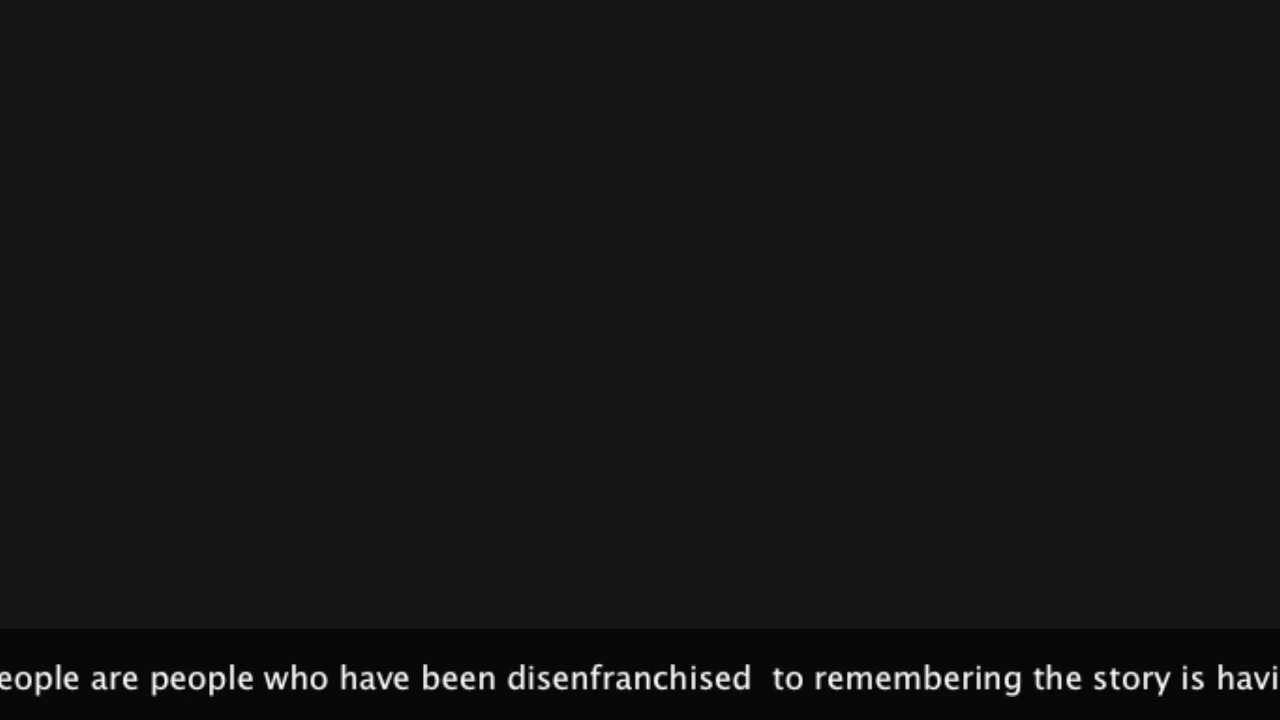 eople are people who have been disenfranchised to remembering the story is havi